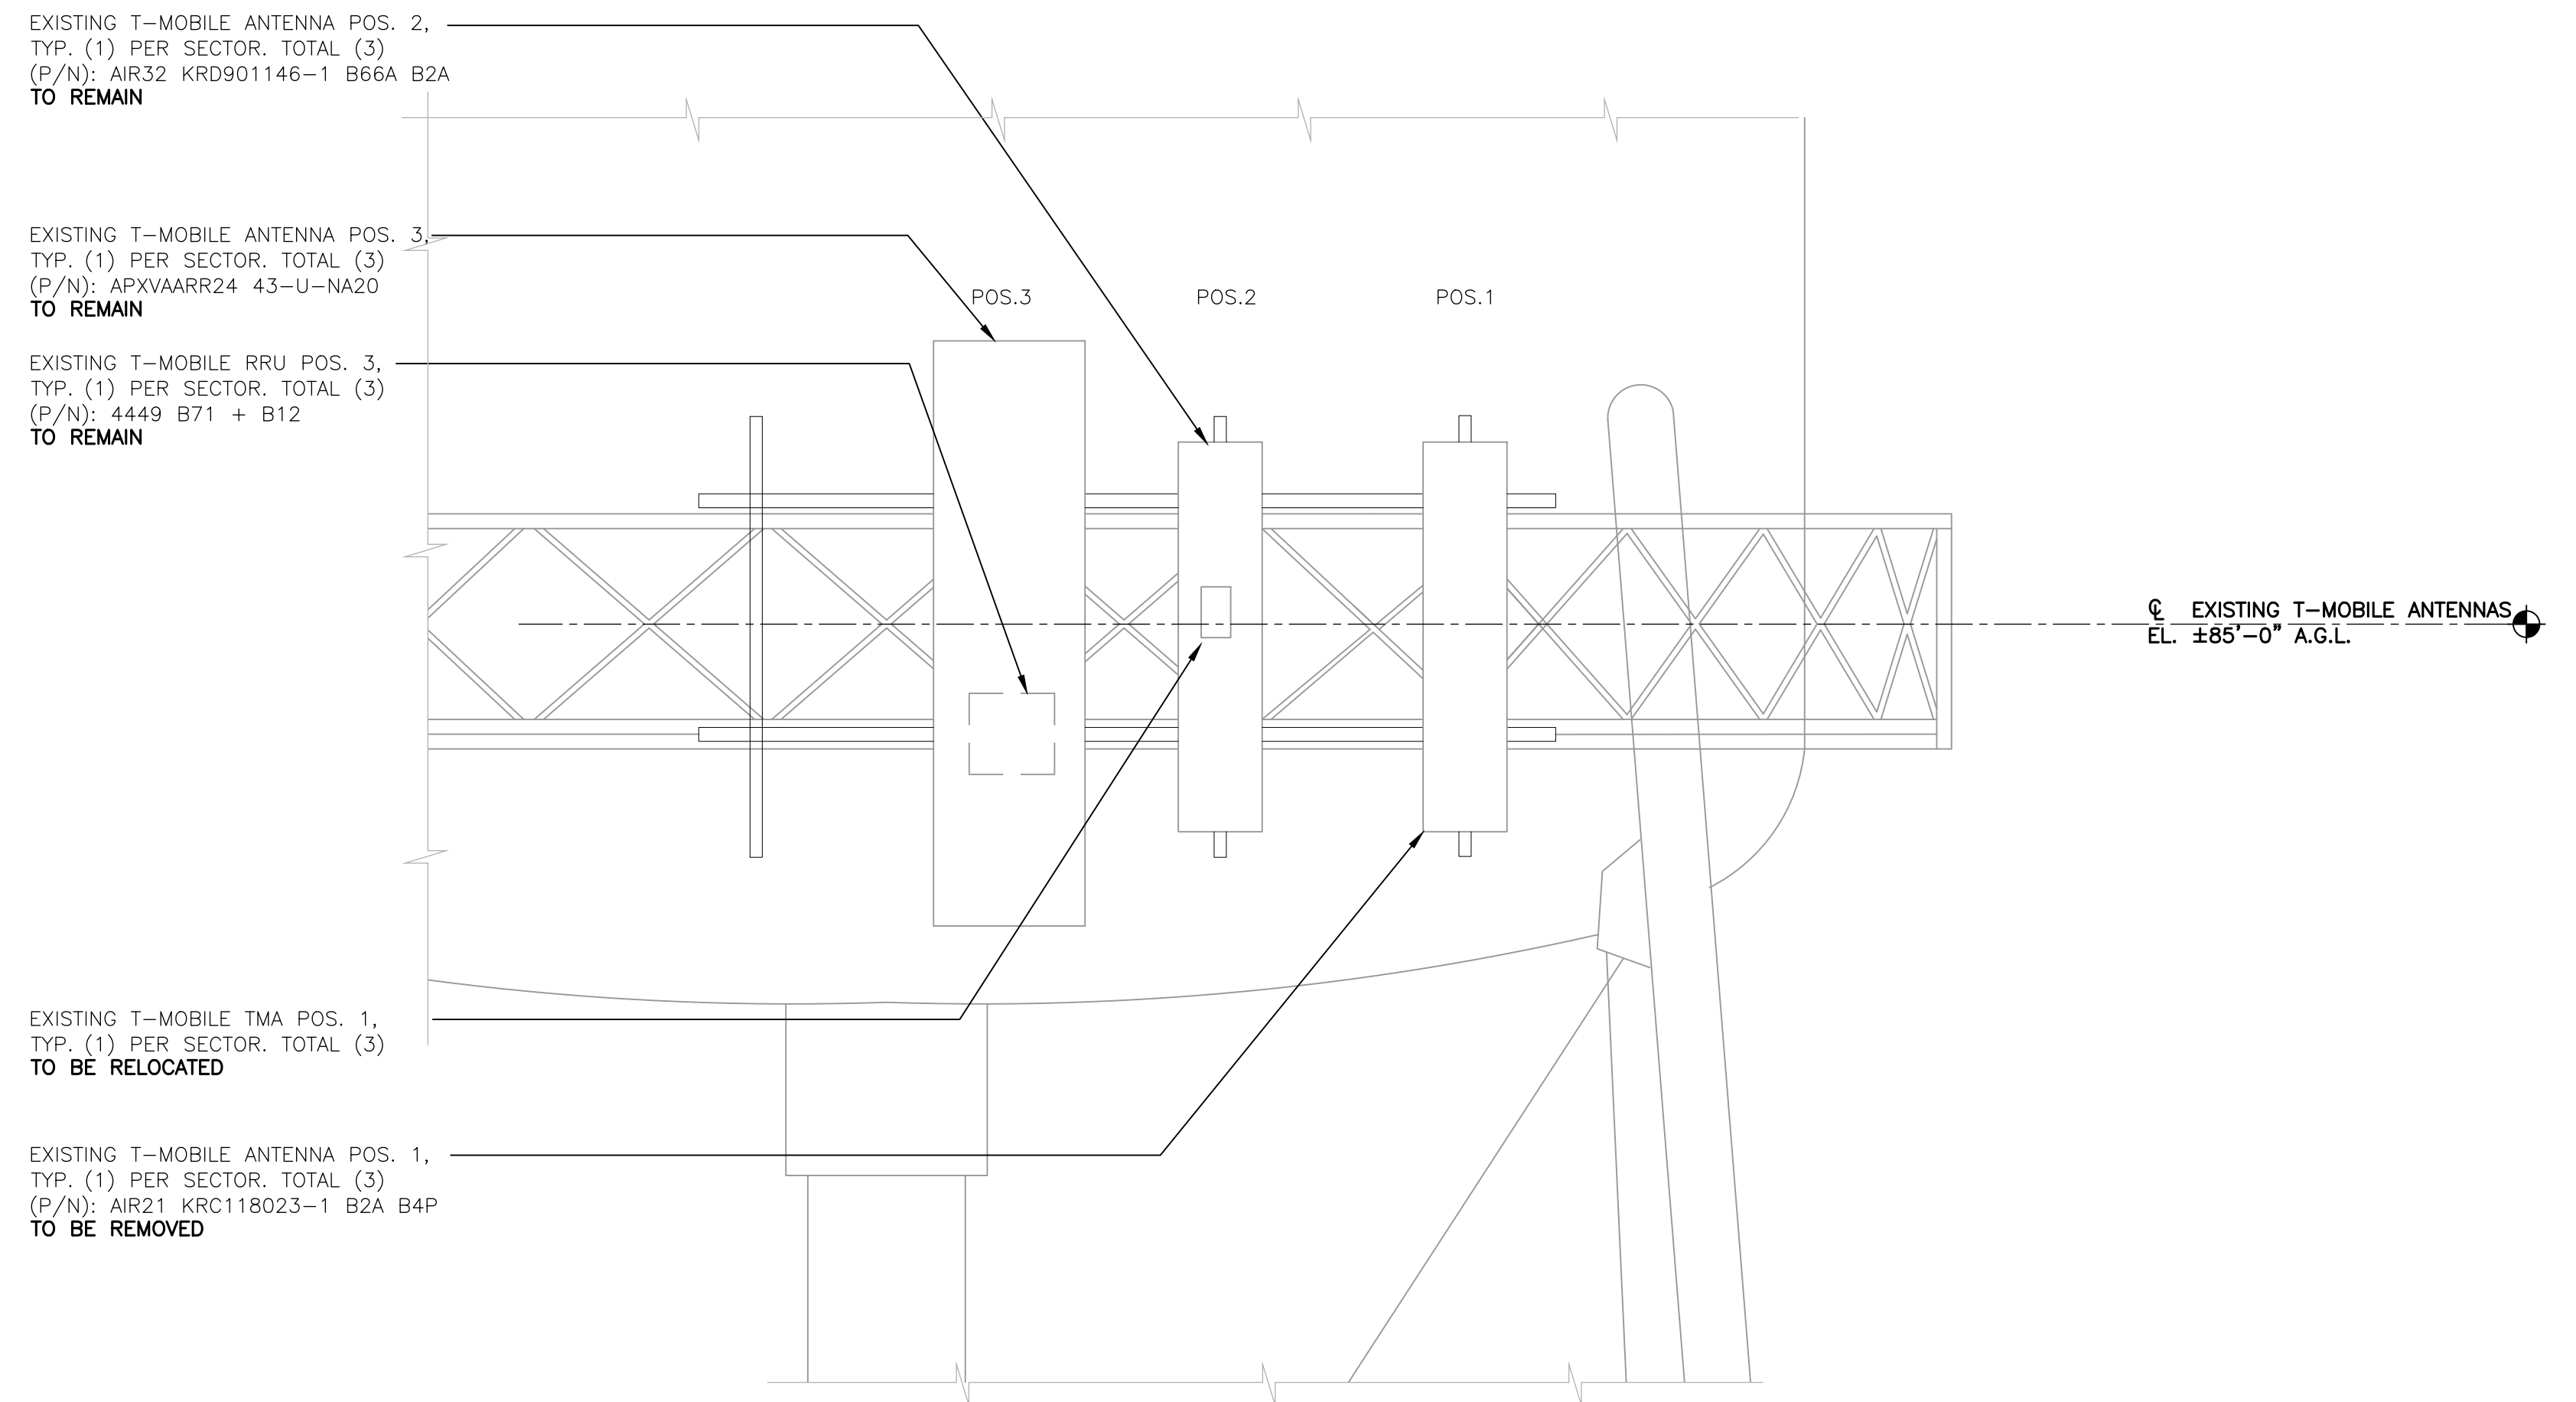 EXISTING T-MOBILE ANTENNA POS. 2,
TYP. (1) PER SECTOR. TOTAL (3)
(P/N): AIR32 KRD901146-1 B66A B2A
TO REMAIN
EXISTING T-MOBILE ANTENNA POS. 3,
TYP. (1) PER SECTOR. TOTAL (3)
(P/N): APXVAARR24 43-U-NA20
TO REMAIN
POS.3
POS.2
POS.1
EXISTING T-MOBILE RRU POS. 3,
TYP. (1) PER SECTOR. TOTAL (3)
(P/N): 4449 B71 + B12
TO REMAIN
℄ EXISTING T-MOBILE ANTENNAS
EL. ±85'-0" A.G.L.
EXISTING T-MOBILE TMA POS. 1,
TYP. (1) PER SECTOR. TOTAL (3)
TO BE RELOCATED
EXISTING T-MOBILE ANTENNA POS. 1,
TYP. (1) PER SECTOR. TOTAL (3)
(P/N): AIR21 KRC118023-1 B2A B4P
TO BE REMOVED